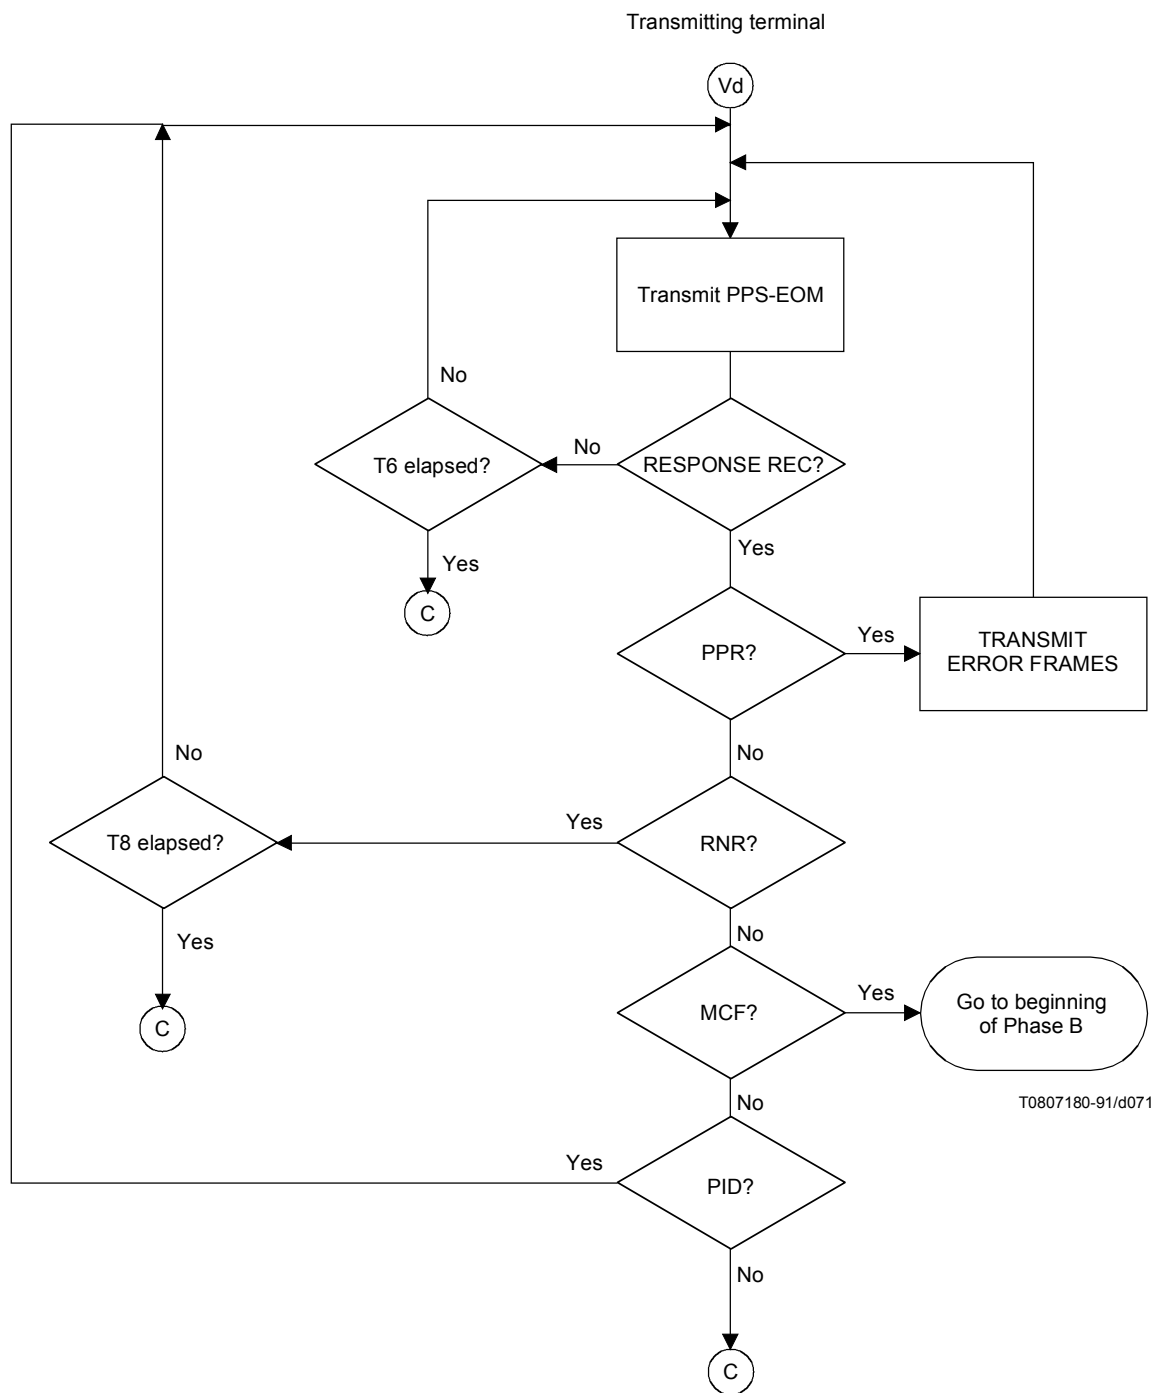 Transmitting terminal
Vd
Transmit PPS-EOM
No
T6 elapsed?
No
RESPONSE REC?
Yes
Yes
C
PPR?
Yes
TRANSMIT
ERROR FRAMES
No
No
T8 elapsed?
Yes
RNR?
Yes
No
C
MCF?
Yes
Go to beginning
of Phase B
T0807180-91/d071
No
Yes
PID?
No
C